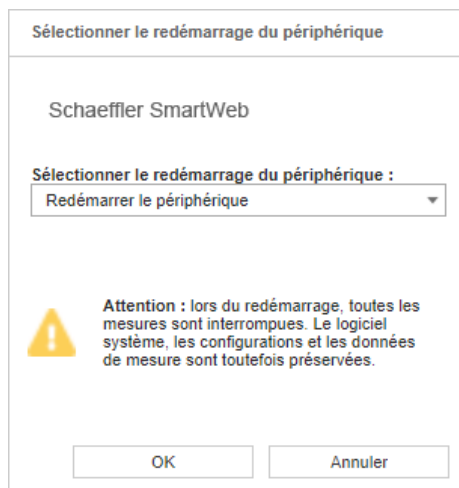 Sélectionner le redémarrage du périphérique
Schaeffler SmartWeb
Sélectionner le redémarrage du périphérique :
Redémarrer le périphérique
Attention : lors du redémarrage, toutes les
mesures sont interrompues. Le logiciel
système, les configurations et les données
de mesure sont toutefois préservées.
OK
Annuler